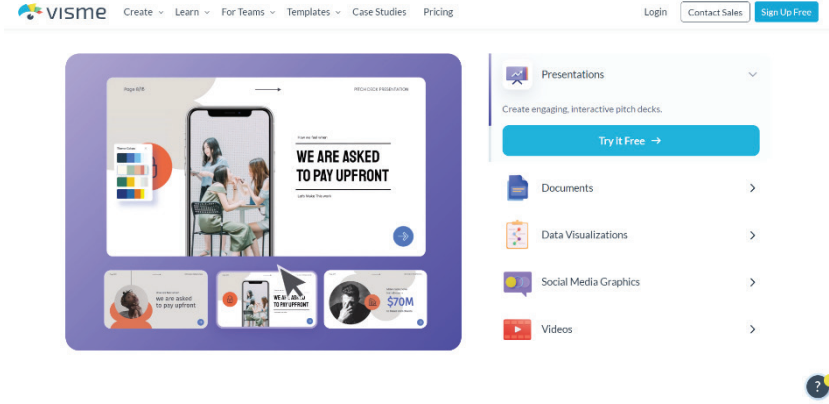 VISME
Create Learn For Teams Templates Case Studies Pricing
Login Contact Sales Sign Up Free
PITCH DECK PRESENTATION
WE ARE ASKED
TO PAY UPFRONT
we are asked
to pay upfront
WE ARE ASKED
TO PAY UPFRONT
$70M
Presentations
Create engaging, interactive pitch decks.
Try It Free →
Documents
Data Visualizations
Social Media Graphics
Videos
?